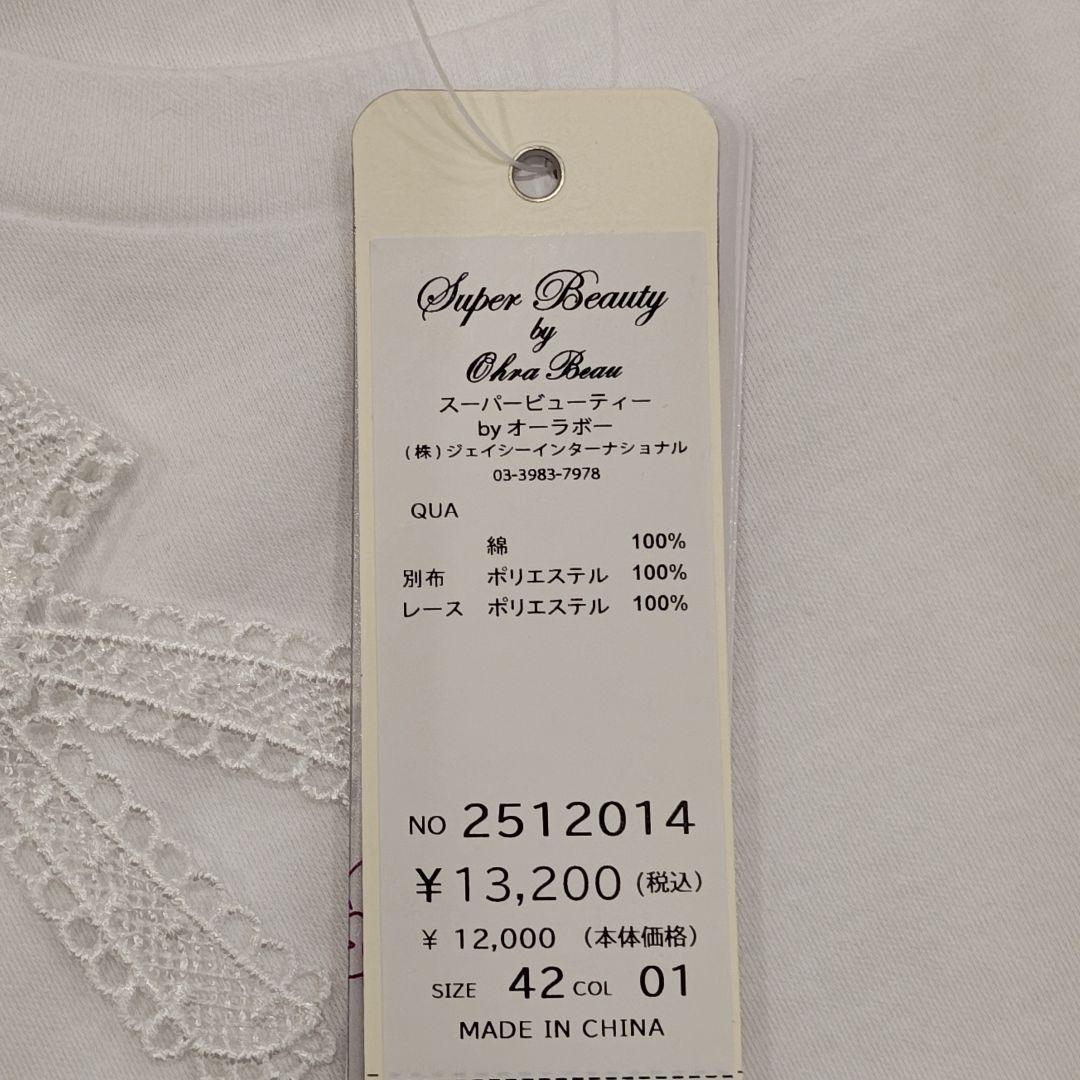 Super Beauty
by
Ohra Beau
スーパービューティー
by オーラボー
(株)ジェイシーインターナショナル
03-3983-7978
QUA
綿 100%
別布 ポリエステル 100%
レース ポリエステル 100%
NO 2512014
¥13,200 (税込)
¥ 12,000 (本体価格)
SIZE 42 COL 01
MADE IN CHINA